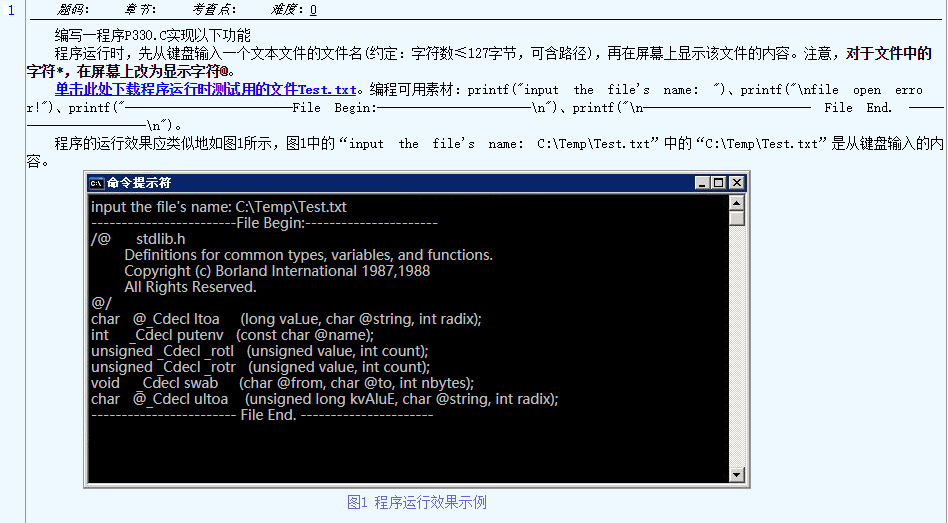 1 题码： 章节： 考查点： 难度：0
编写一程序P330.C实现以下功能
程序运行时，先从键盘输入一个文本文件的文件名(约定：字符数≤127字节，可含路径)，再在屏幕上显示该文件的内容。注意，对于文件中的
字符*，在屏幕上改为显示字符@。
单击此处下载程序运行时测试用的文件Test.txt。编程可用素材：printf("input the file's name: ")、printf("\nfile open erro
r!")、printf("------------------------File Begin:----------------------\n")、printf("\n------------------------ File End. -----
-----------------\n")。
程序的运行效果应类似地如图1所示，图1中的“input the file's name: C:\Temp\Test.txt”中的“C:\Temp\Test.txt”是从键盘输入的内
容。
C:\ 命令提示符
input the file's name: C:\Temp\Test.txt
------------------------File Begin:----------------------
/@ stdlib.h
Definitions for common types, variables, and functions.
Copyright (c) Borland International 1987,1988
All Rights Reserved.
@/
char @_Cdecl ltoa (long vaLue, char @string, int radix);
int _Cdecl putenv (const char @name);
unsigned _Cdecl _rotl (unsigned value, int count);
unsigned _Cdecl _rotr (unsigned value, int count);
void _Cdecl swab (char @from, char @to, int nbytes);
char @_Cdecl ultoa (unsigned long kvAluE, char @string, int radix);
------------------------ File End. ----------------------
图1 程序运行效果示例